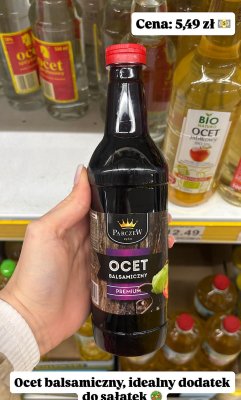 Cena: 5,49 zł
Ocet
BIO
OCET
PARCZEW
OCET
BALSAMICZNY
PREMIUM
12.49
Ocet balsamiczny, idealny dodatek
do sałatek